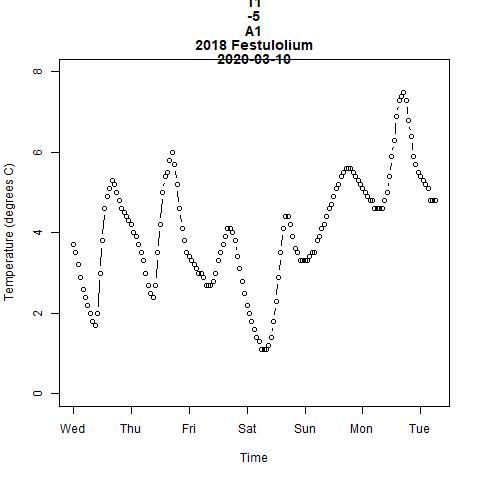 T1
-5
A1
2018 Festulolium
2020-03-10
Temperature (degrees C)
8
6
4
2
0
Wed Thu Fri Sat Sun Mon Tue
Time